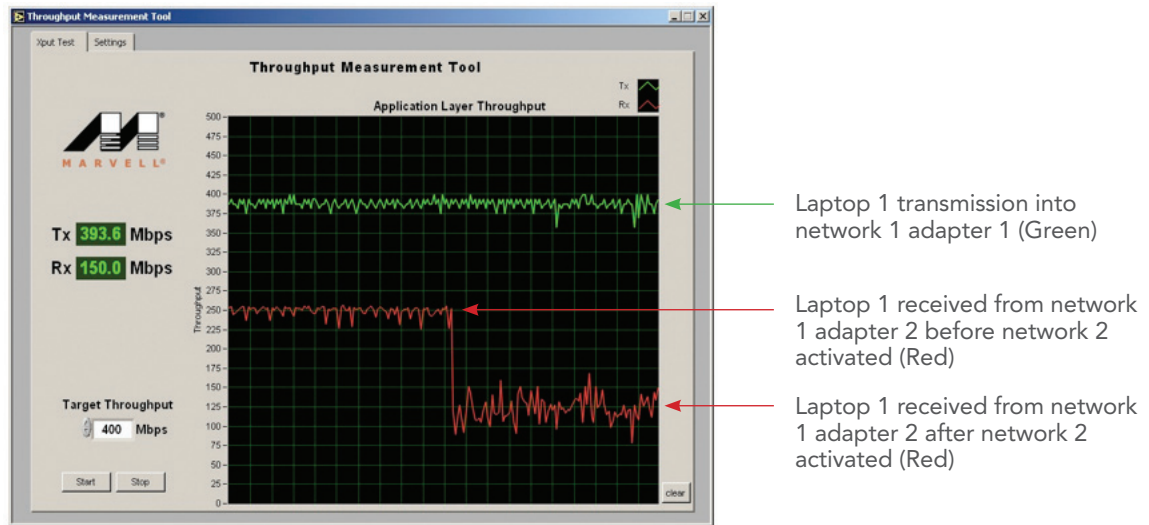 Throughput Measurement Tool
Xput Test
Settings
Throughput Measurement Tool
Tx
Rx
Application Layer Throughput
MARVELL®
Tx 393.6 Mbps
Rx 150.0 Mbps
Target Throughput
400 Mbps
Start
Stop
Throughput
500
475
450
425
400
375
350
325
300
275
250
225
200
175
150
125
100
75
50
25
0
clear
Laptop 1 transmission into
network 1 adapter 1 (Green)
Laptop 1 received from network
1 adapter 2 before network 2
activated (Red)
Laptop 1 received from network
1 adapter 2 after network 2
activated (Red)